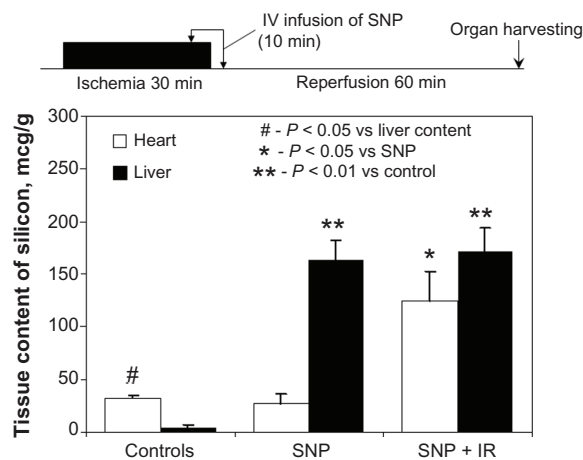 IV infusion of SNP
(10 min)
Organ harvesting
Ischemia 30 min
Reperfusion 60 min
Tissue content of silicon, mcg/g
300
250
200
150
100
50
0
Heart
Liver
# - P < 0.05 vs liver content
* - P < 0.05 vs SNP
** - P < 0.01 vs control
#
**
*
**
Controls
SNP
SNP + IR